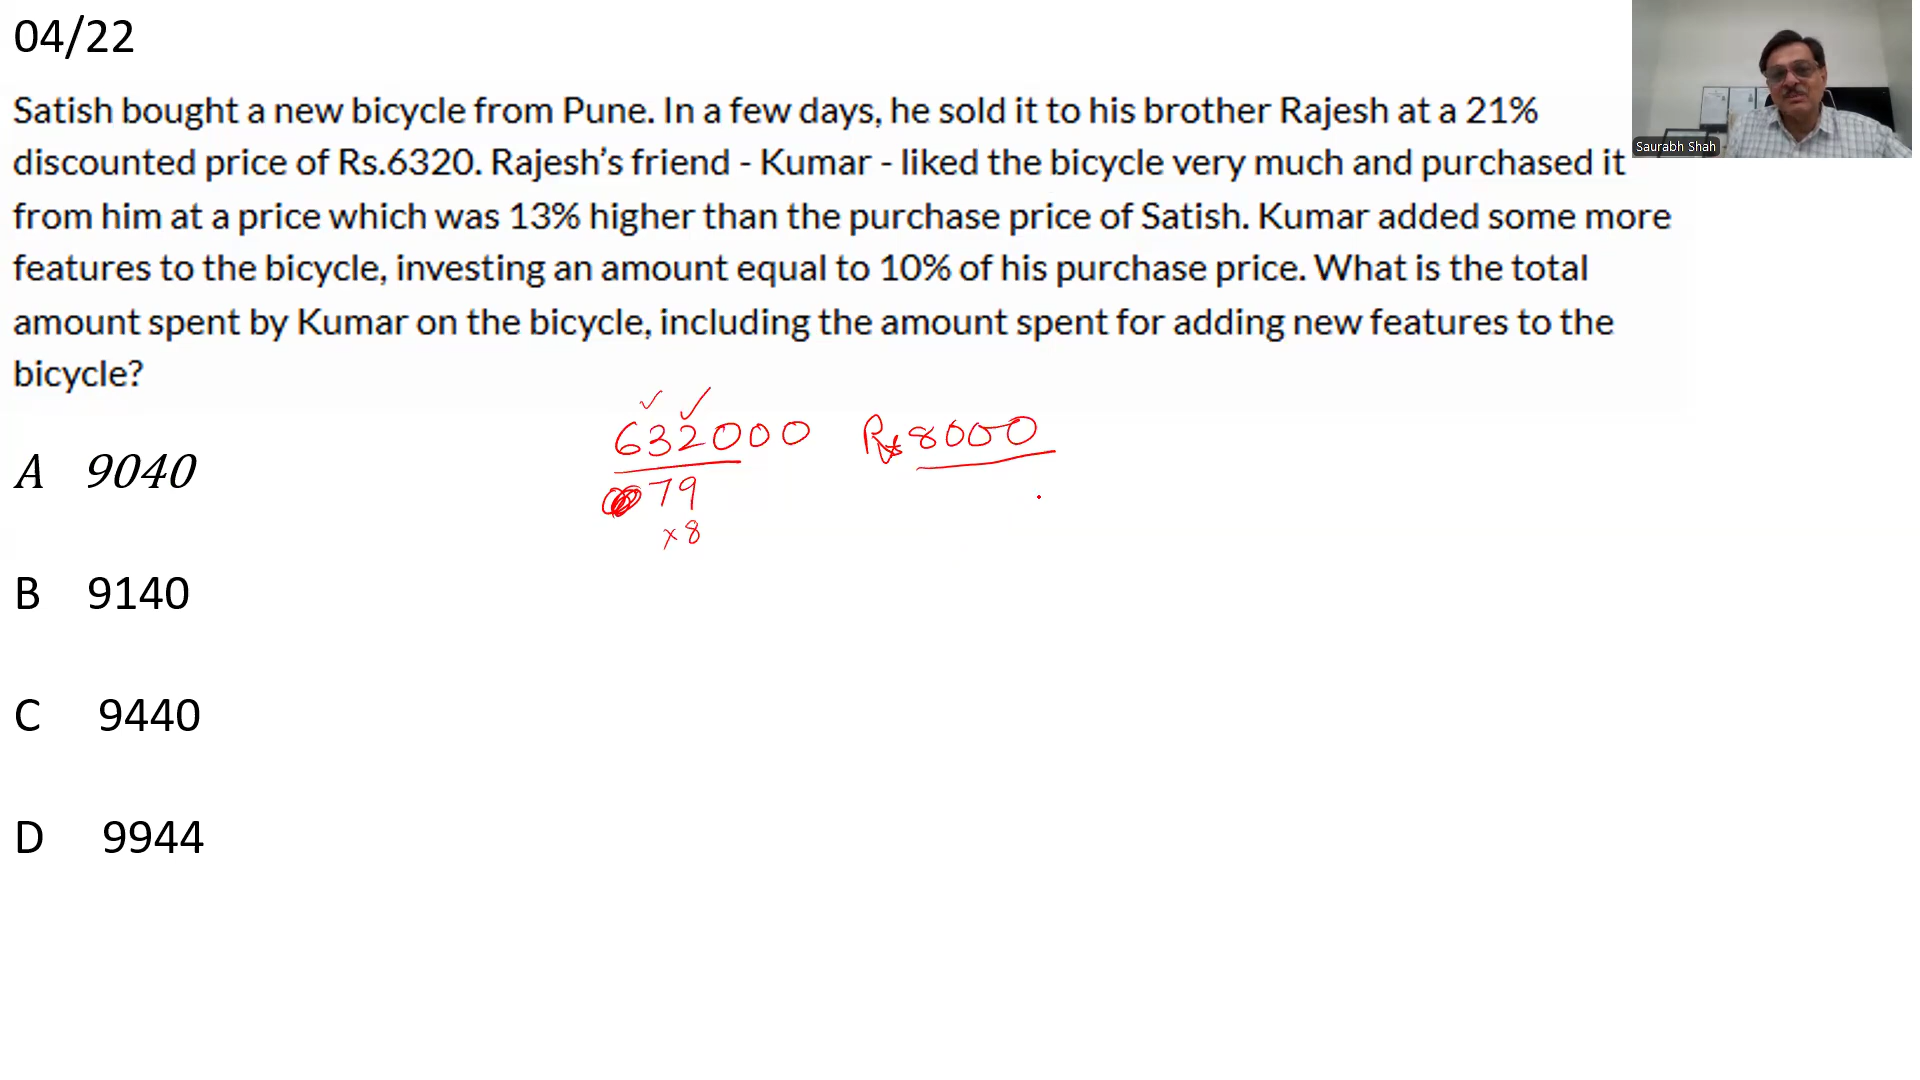 04/22
Satish bought a new bicycle from Pune. In a few days, he sold it to his brother Rajesh at a 21%
discounted price of Rs.6320. Rajesh’s friend - Kumar - liked the bicycle very much and purchased it
from him at a price which was 13% higher than the purchase price of Satish. Kumar added some more
features to the bicycle, investing an amount equal to 10% of his purchase price. What is the total
amount spent by Kumar on the bicycle, including the amount spent for adding new features to the
bicycle?
Saurabh Shah
632000 Rs 8000
79
×8
A 9040
B 9140
C 9440
D 9944